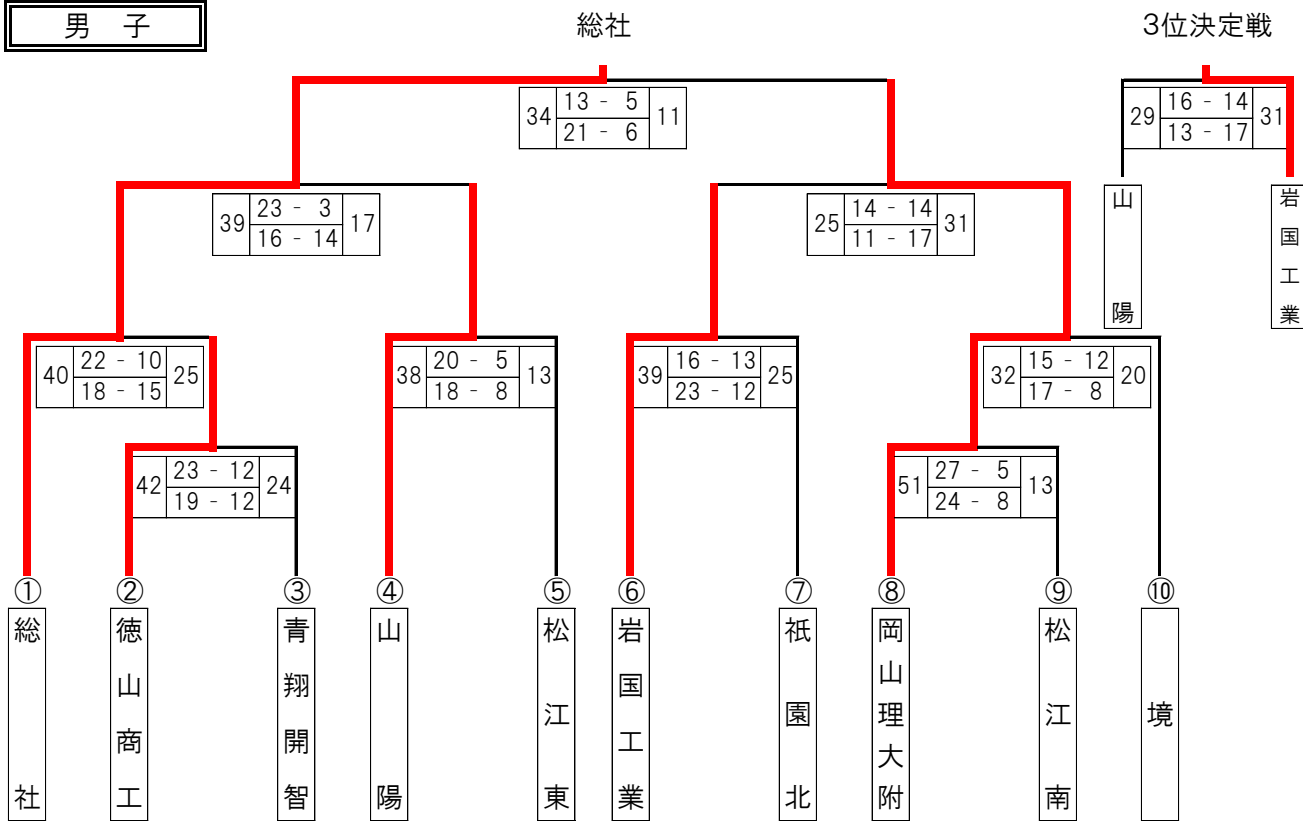 男 子
総社
3位決定戦
34 13 - 5 11
21 - 6
29 16 - 14 31
13 - 17
山陽
岩国工業
39 23 - 3 17
16 - 14
25 14 - 14 31
11 - 17
40 22 - 10 25
18 - 15
38 20 - 5 13
18 - 8
39 16 - 13 25
23 - 12
32 15 - 12 20
17 - 8
42 23 - 12 24
19 - 12
51 27 - 5 13
24 - 8
① 総社
② 徳山商工
③ 青翔開智
④ 山陽
⑤ 松江東
⑥ 岩国工業
⑦ 祇園北
⑧ 岡山理大附
⑨ 松江南
⑩ 境